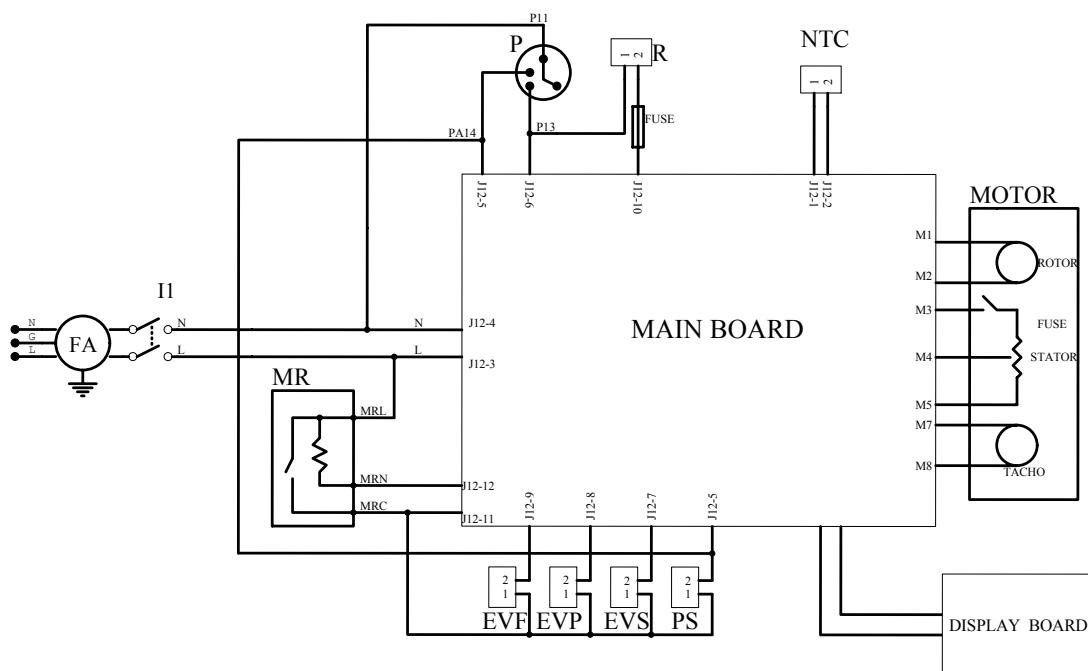 P11
P
R
NTC
1 2
1 2
FUSE
PA14
P13
J12-5
J12-6
J12-10
J12-1
J12-2
MOTOR
M1
ROTOR
M2
I1
M3
FUSE
N
N
N
J12-4
MAIN BOARD
G
FA
L
L
L
J12-3
M4
STATOR
MR
MRL
M5
M7
MRN
J12-12
M8
TACHO
MRC
J12-11
J12-9
J12-8
J12-7
J12-5
2
1
2
1
2
1
2
1
EVF
EVP
EVS
PS
DISPLAY BOARD